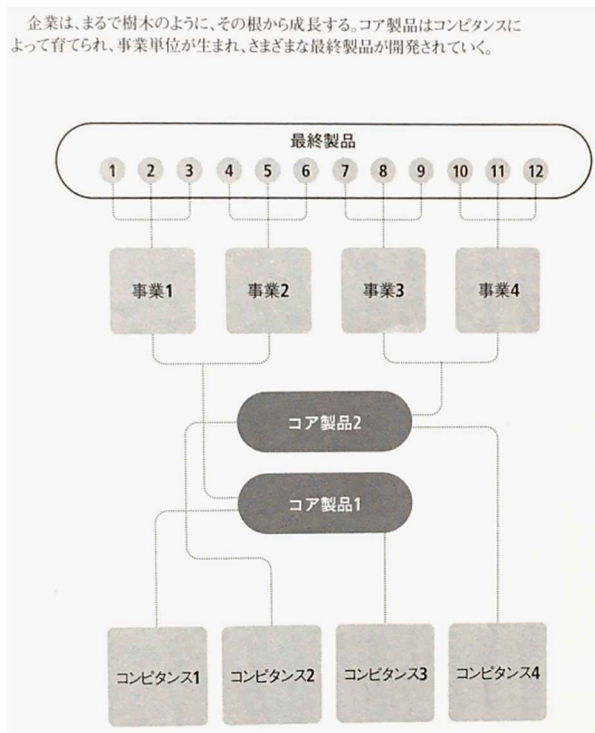 企業は、まるで樹木のように、その根から成長する。コア製品はコンピタンスに
よって育てられ、事業単位が生まれ、さまざまな最終製品が開発されていく。
最終製品
1 2 3 4 5 6 7 8 9 10 11 12
事業1 事業2 事業3 事業4
コア製品2
コア製品1
コンピタンス1 コンピタンス2 コンピタンス3 コンピタンス4